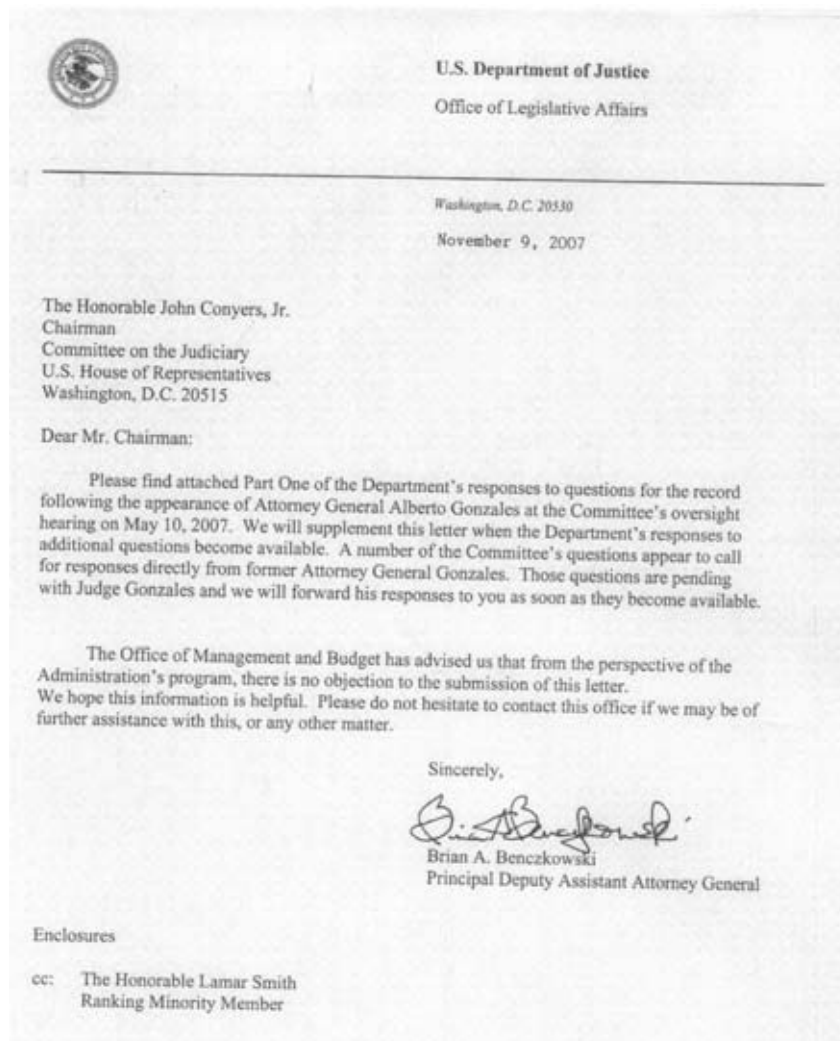 U.S. Department of Justice
Office of Legislative Affairs
Washington, D.C. 20530
November 9, 2007
The Honorable John Conyers, Jr.
Chairman
Committee on the Judiciary
U.S. House of Representatives
Washington, D.C. 20515
Dear Mr. Chairman:
Please find attached Part One of the Department's responses to questions for the record
following the appearance of Attorney General Alberto Gonzales at the Committee's oversight
hearing on May 10, 2007. We will supplement this letter when the Department's responses to
additional questions become available. A number of the Committee's questions appear to call
for responses directly from former Attorney General Gonzales. Those questions are pending
with Judge Gonzales and we will forward his responses to you as soon as they become available.
The Office of Management and Budget has advised us that from the perspective of the
Administration's program, there is no objection to the submission of this letter.
We hope this information is helpful. Please do not hesitate to contact this office if we may be of
further assistance with this, or any other matter.
Sincerely,
Brian A. Benczkowski
Brian A. Benczkowski
Principal Deputy Assistant Attorney General
Enclosures
cc: The Honorable Lamar Smith
Ranking Minority Member